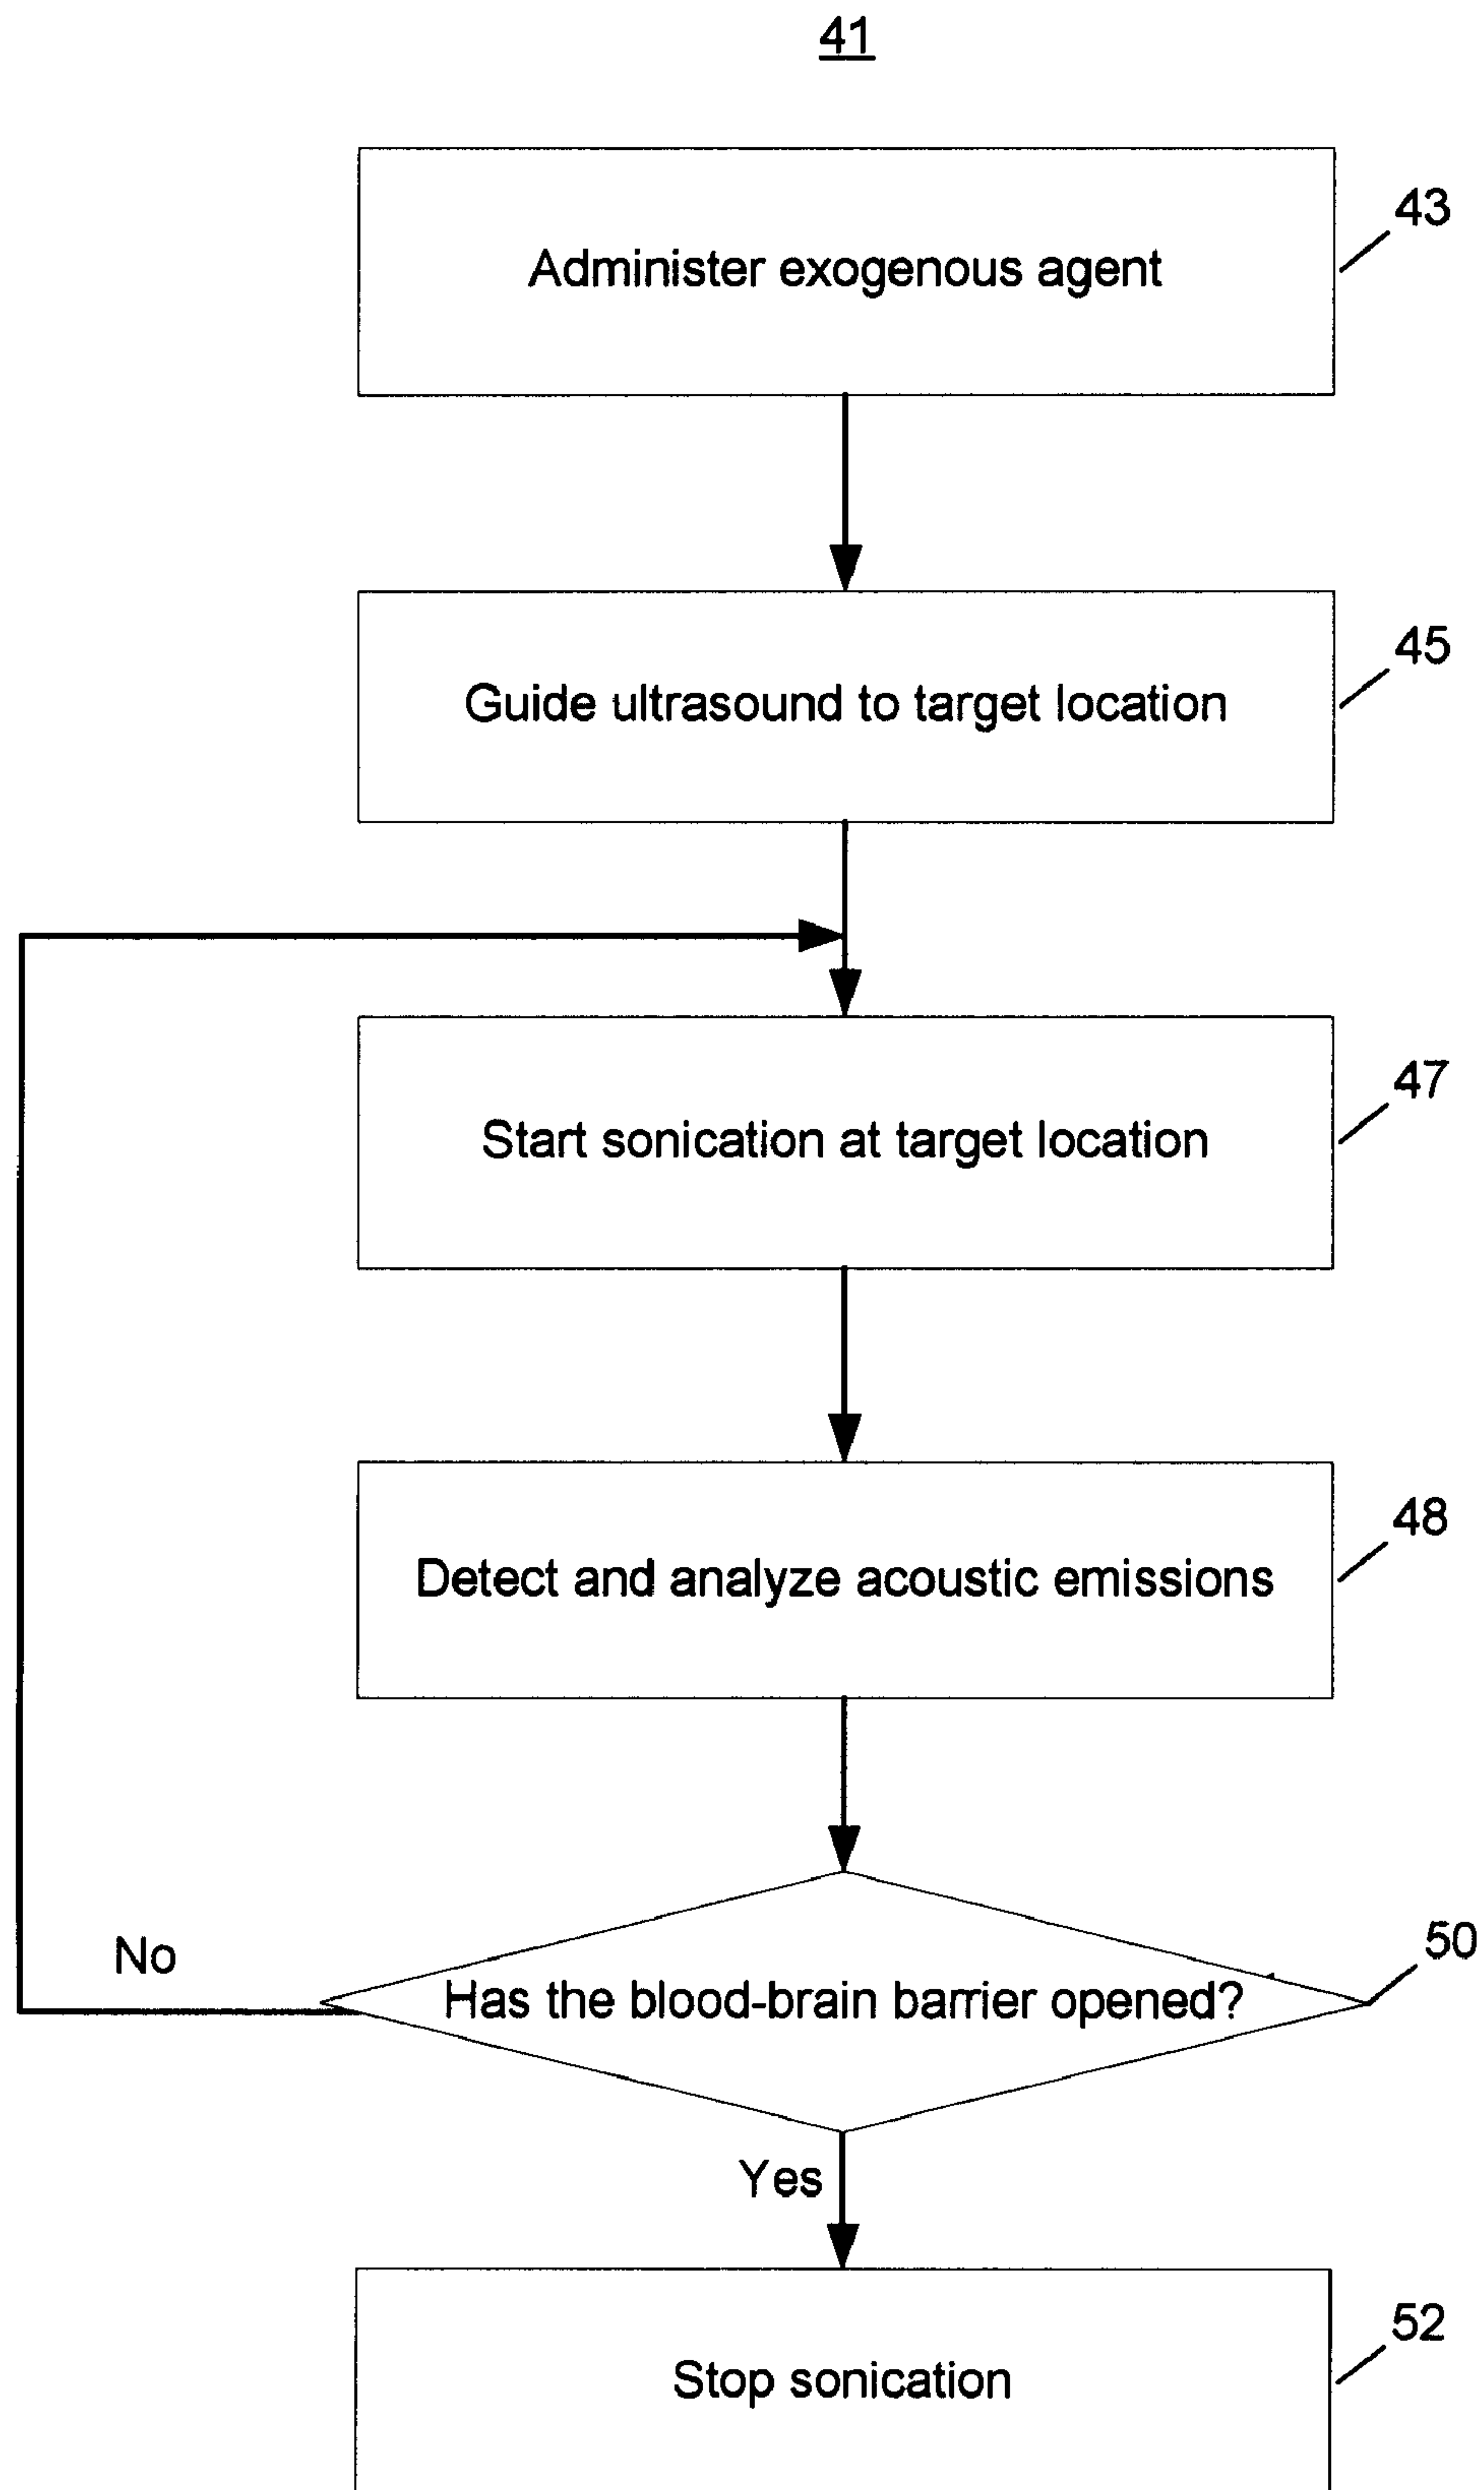 41
Administer exogenous agent
43
Guide ultrasound to target location
45
Start sonication at target location
47
Detect and analyze acoustic emissions
48
Has the blood-brain barrier opened?
50
No
Yes
Stop sonication
52